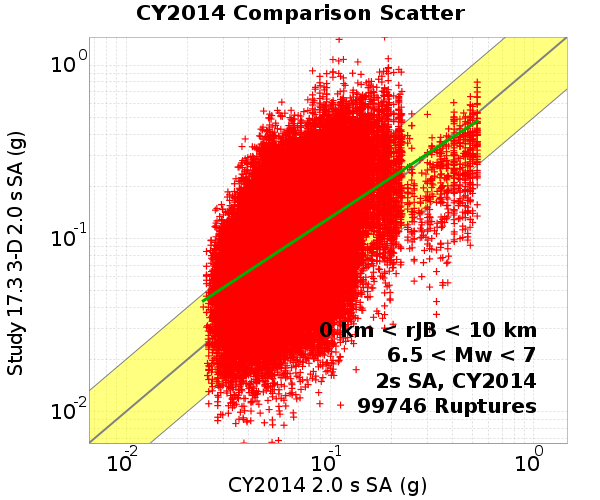 CY2014 Comparison Scatter
Study 17.3 3-D 2.0 s SA (g)
10^0
10^-1
10^-2
0 km < rJB < 10 km
6.5 < Mw < 7
2s SA, CY2014
99746 Ruptures
10^-2 10^-1 10^0
CY2014 2.0 s SA (g)